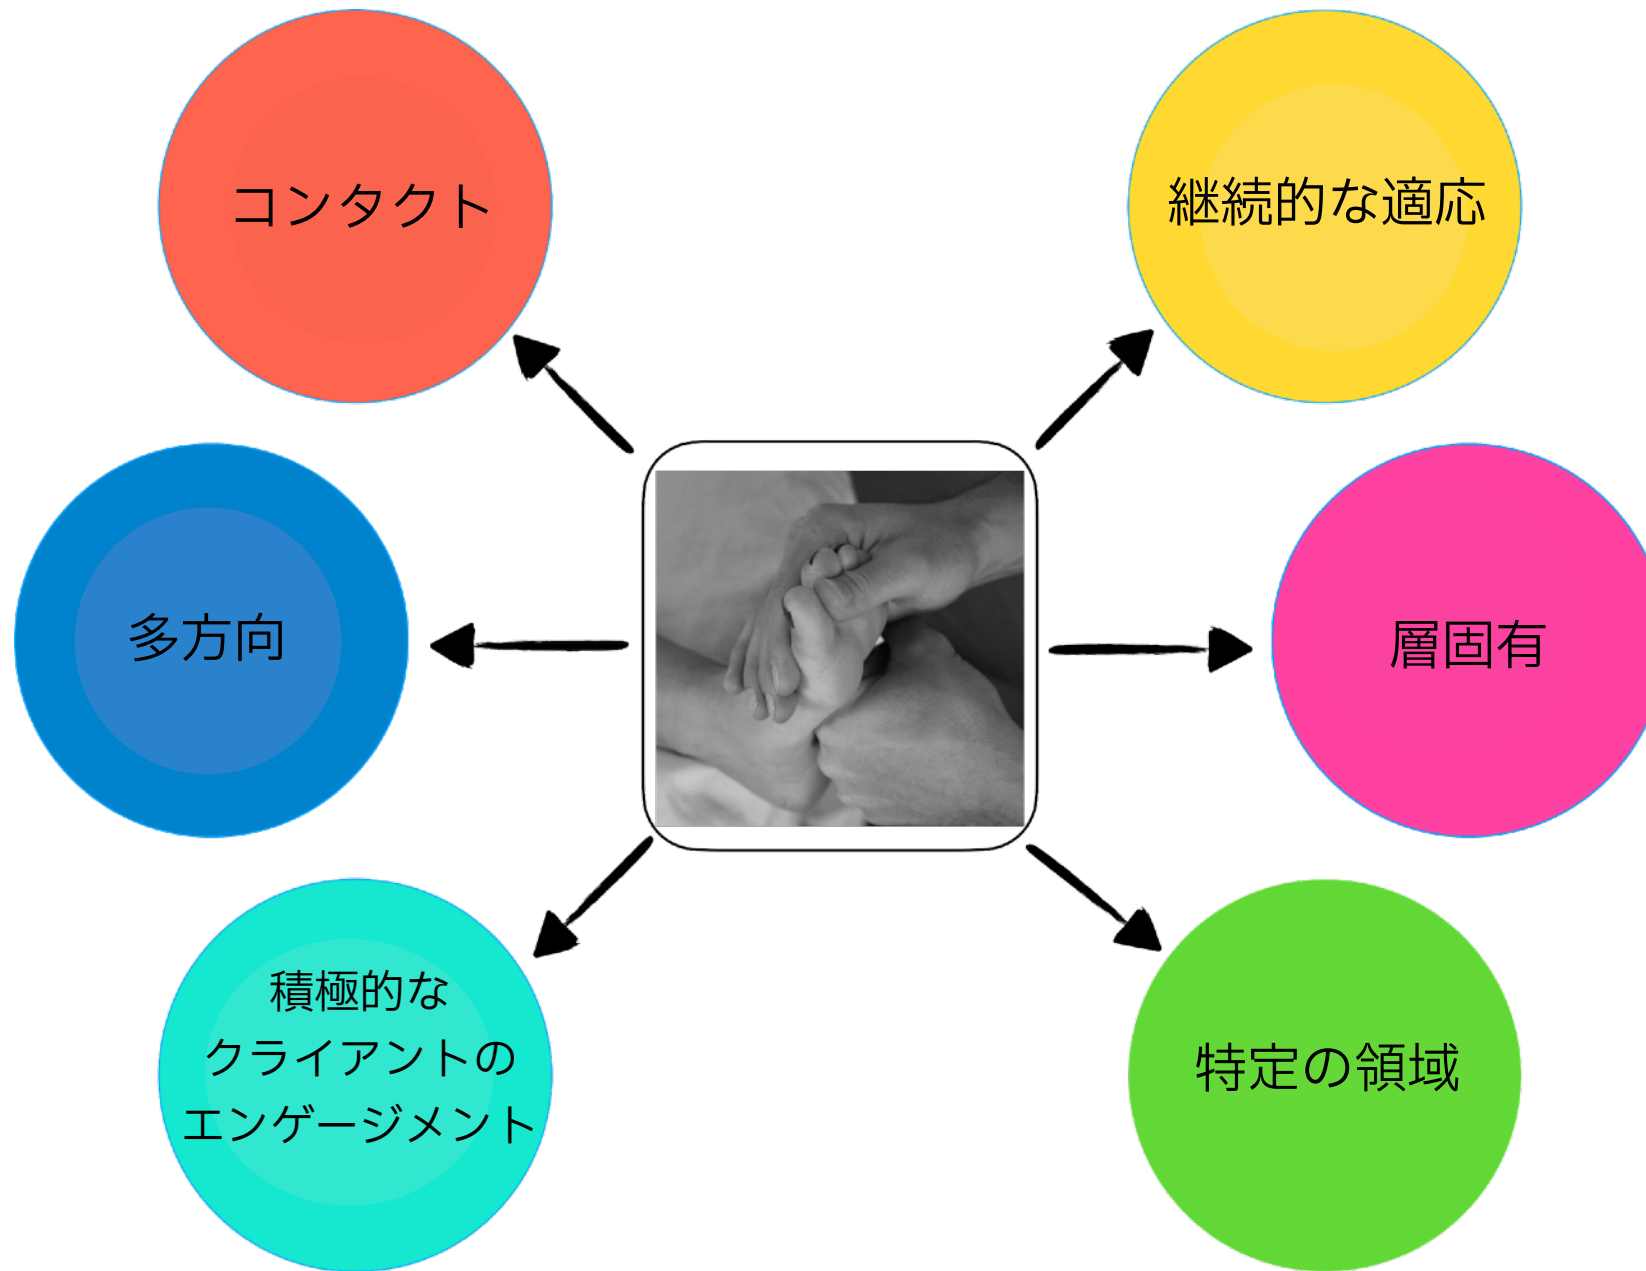 コンタクト
継続的な適応
多方向
層固有
積極的な
クライアントの
エンゲージメント
特定の領域